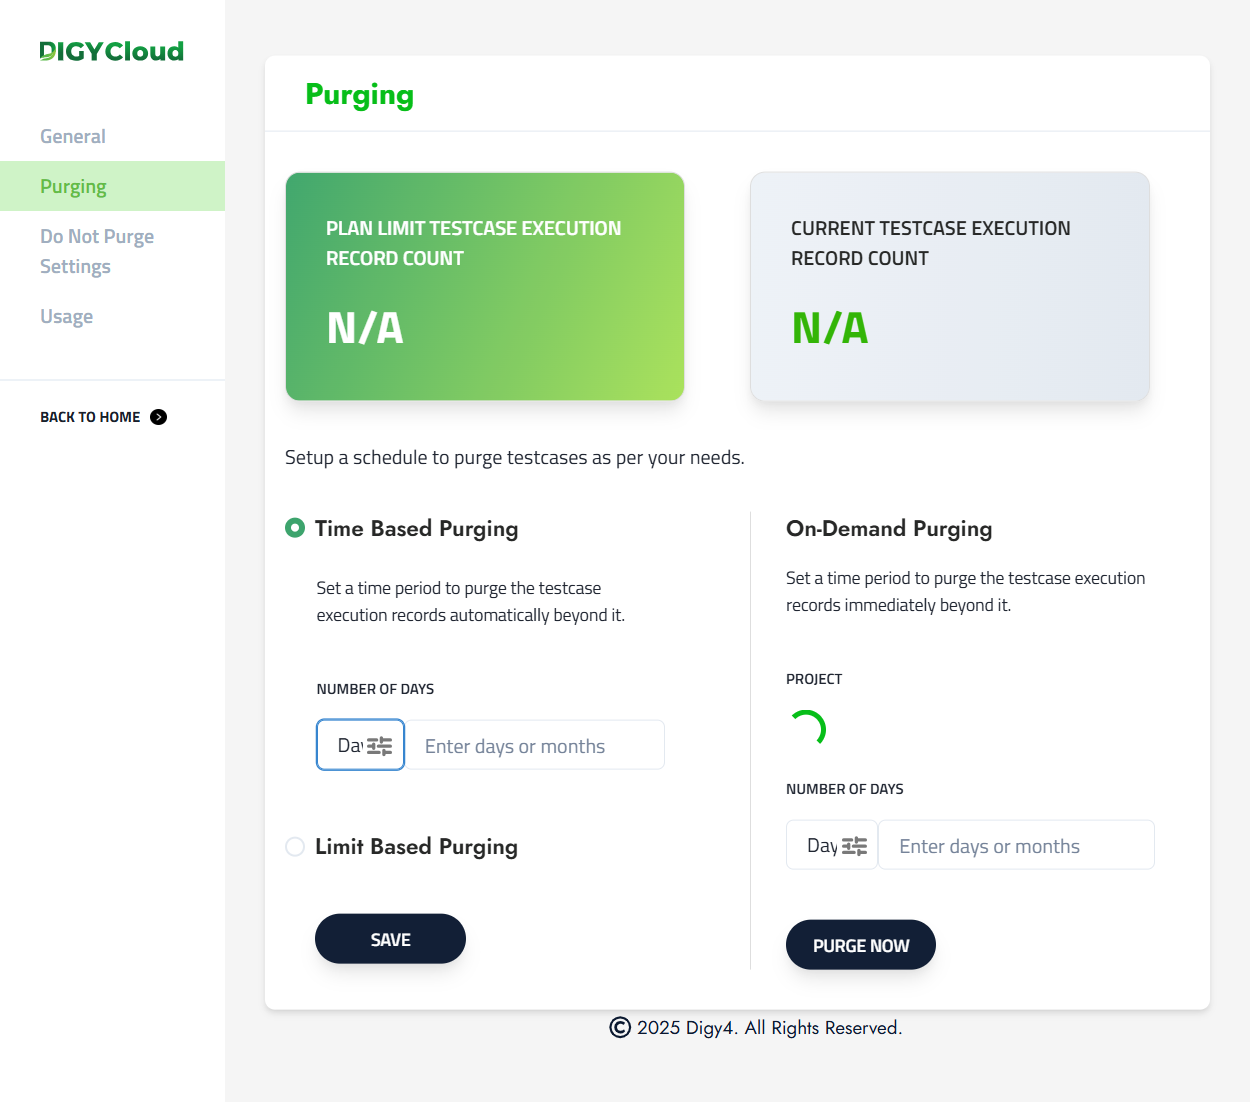 DIGYCloud
General
Purging
Do Not Purge
Settings
Usage
BACK TO HOME
Purging
PLAN LIMIT TESTCASE EXECUTION
RECORD COUNT
N/A
CURRENT TESTCASE EXECUTION
RECORD COUNT
N/A
Setup a schedule to purge testcases as per your needs.
Time Based Purging
Set a time period to purge the testcase
execution records automatically beyond it.
NUMBER OF DAYS
Day
Enter days or months
Limit Based Purging
SAVE
On-Demand Purging
Set a time period to purge the testcase execution
records immediately beyond it.
PROJECT
NUMBER OF DAYS
Day
Enter days or months
PURGE NOW
© 2025 Digy4. All Rights Reserved.